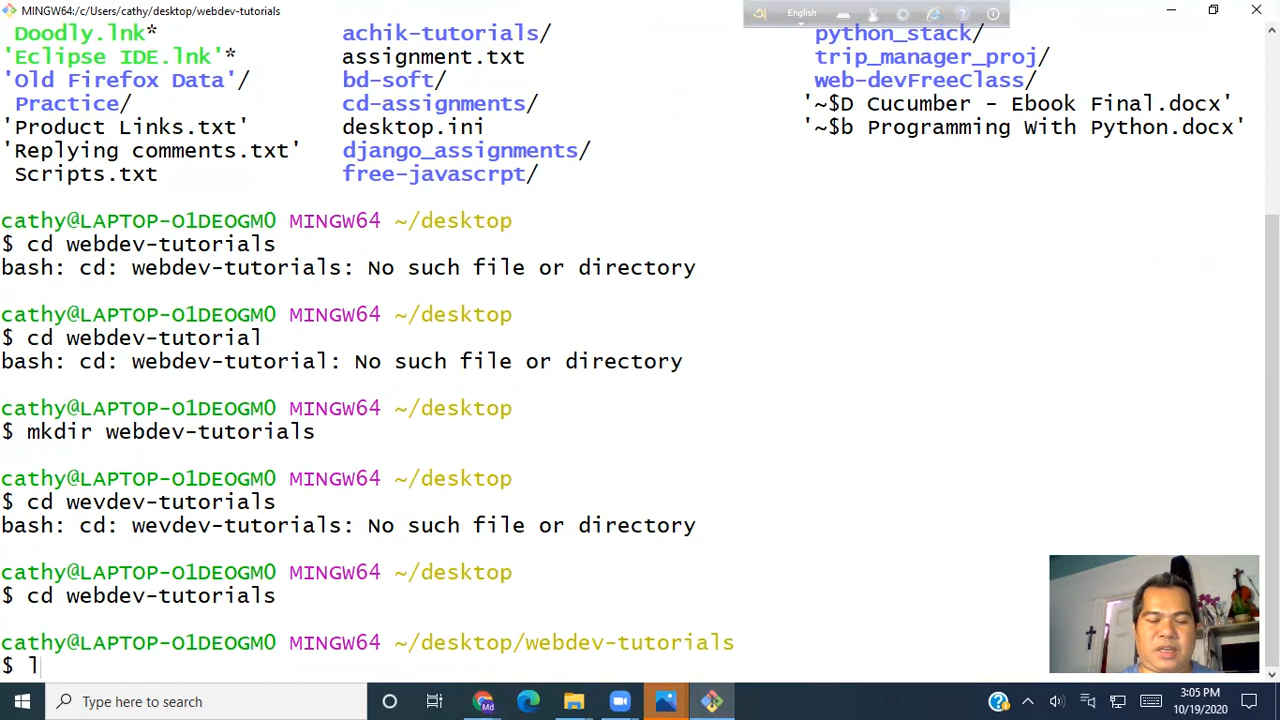 MINGW64:/c/Users/cathy/desktop/webdev-tutorials
English
Doodly.lnk* achik-tutorials/ python_stack/
'Eclipse IDE.lnk'* assignment.txt trip_manager_proj/
'Old Firefox Data'/ bd-soft/ web-devFreeClass/
Practice/ cd-assignments/ '~$D Cucumber - Ebook Final.docx'
'Product Links.txt' desktop.ini '~$b Programming With Python.docx'
'Replying comments.txt' django_assignments/
Scripts.txt free-javascrpt/
cathy@LAPTOP-O1DEOGM0 MINGW64 ~/desktop
$ cd webdev-tutorials
bash: cd: webdev-tutorials: No such file or directory
cathy@LAPTOP-O1DEOGM0 MINGW64 ~/desktop
$ cd webdev-tutorial
bash: cd: webdev-tutorial: No such file or directory
cathy@LAPTOP-O1DEOGM0 MINGW64 ~/desktop
$ mkdir webdev-tutorials
cathy@LAPTOP-O1DEOGM0 MINGW64 ~/desktop
$ cd wevdev-tutorials
bash: cd: wevdev-tutorials: No such file or directory
cathy@LAPTOP-O1DEOGM0 MINGW64 ~/desktop
$ cd webdev-tutorials
cathy@LAPTOP-O1DEOGM0 MINGW64 ~/desktop/webdev-tutorials
$ l
Type here to search
Md
3:05 PM
10/19/2020